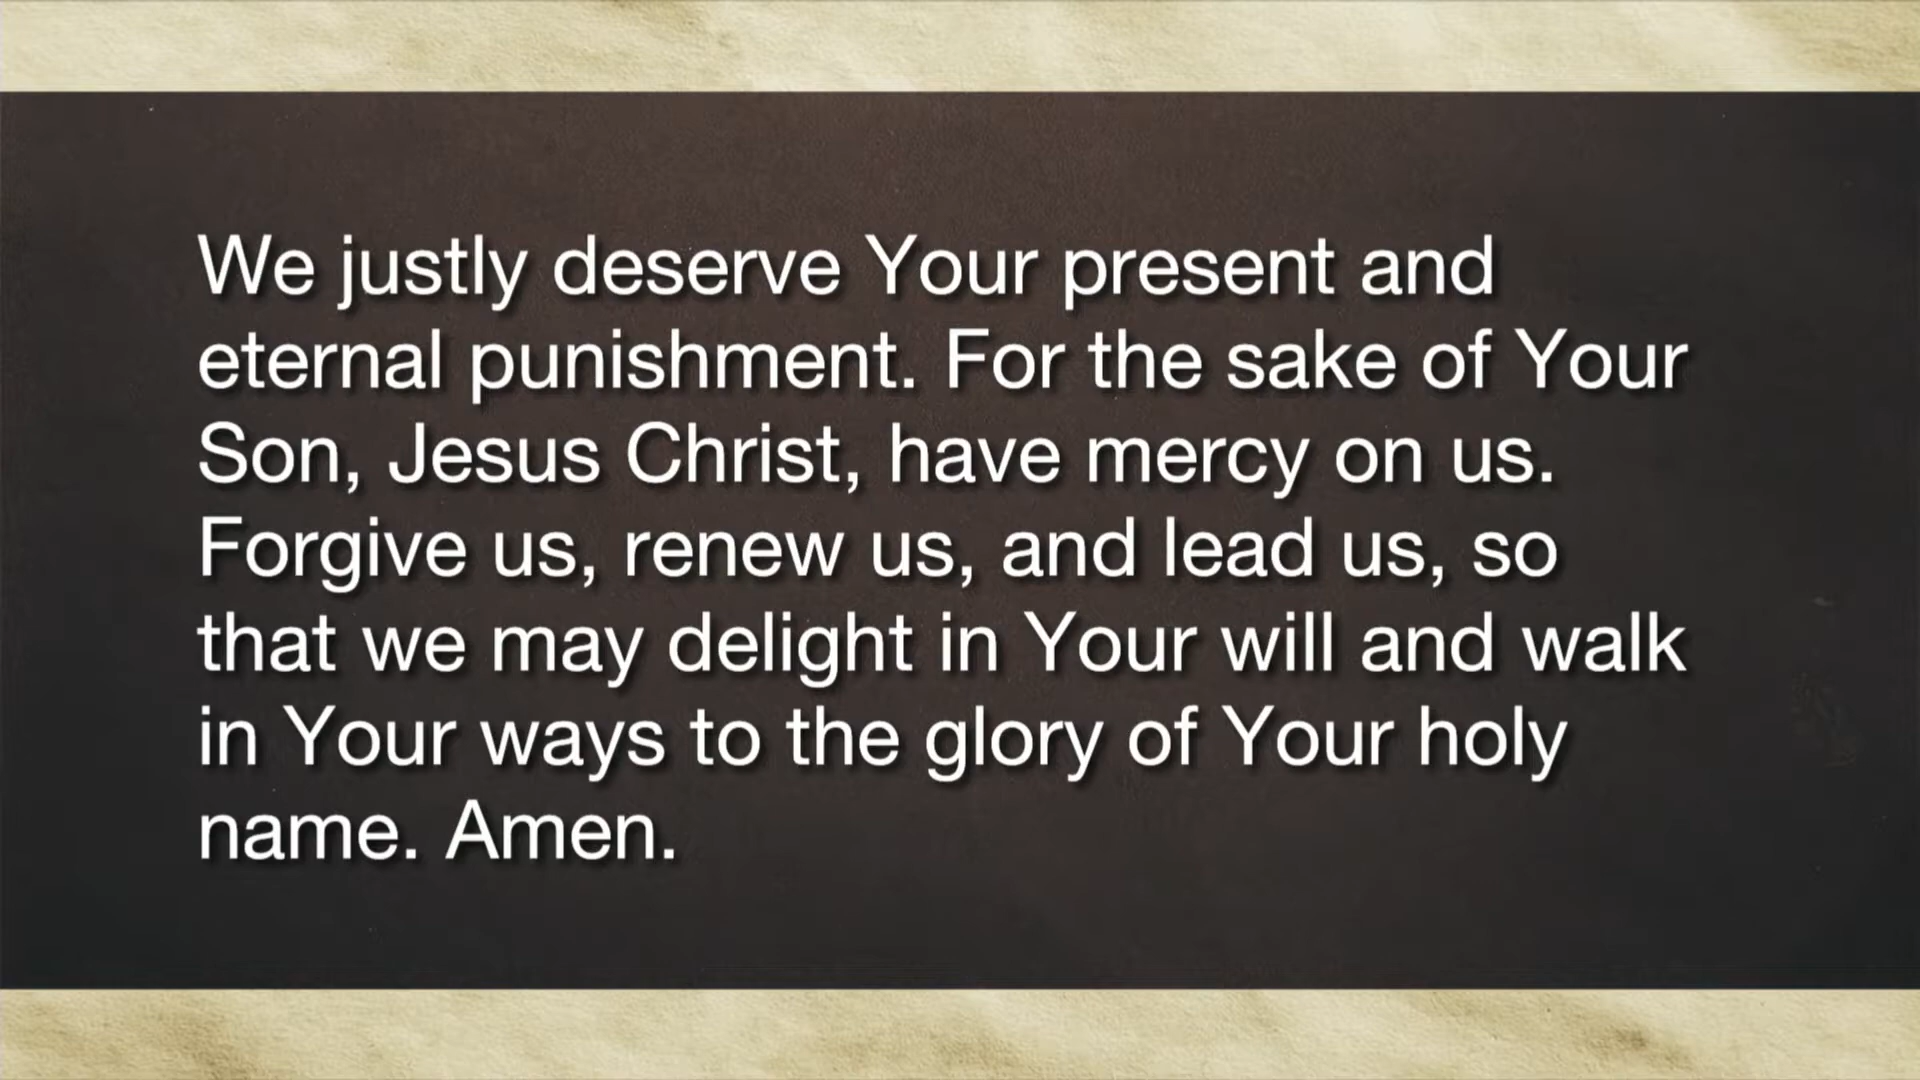 We justly deserve Your present and
eternal punishment. For the sake of Your
Son, Jesus Christ, have mercy on us.
Forgive us, renew us, and lead us, so
that we may delight in Your will and walk
in Your ways to the glory of Your holy
name. Amen.